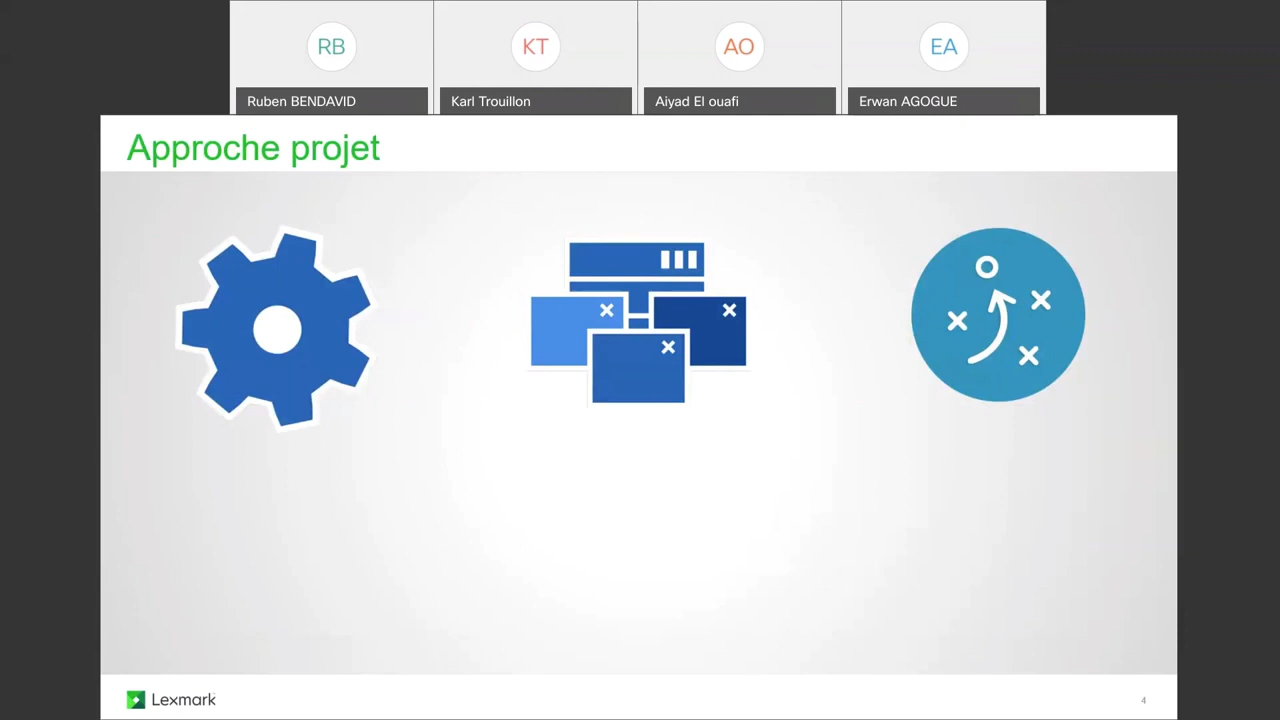 RB
KT
AO
EA
Ruben BENDAVID
Karl Trouillon
Aiyad El ouafi
Erwan AGOGUE
Approche projet
Lexmark
4